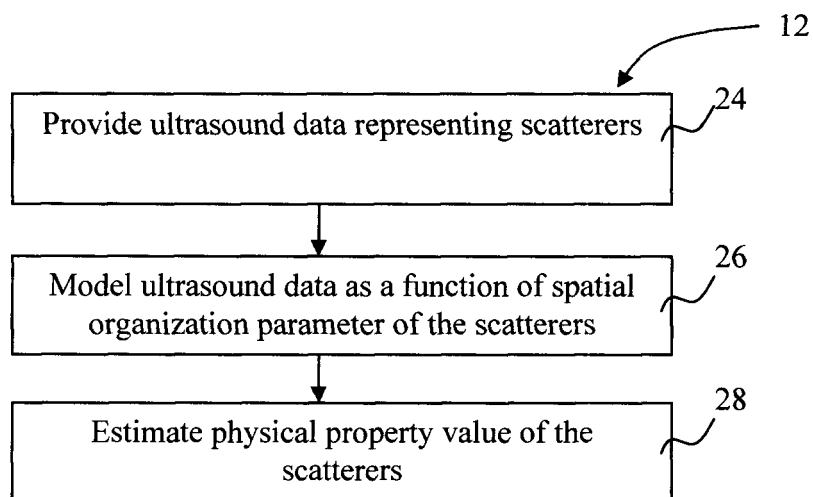 12
24
Provide ultrasound data representing scatterers
26
Model ultrasound data as a function of spatial
organization parameter of the scatterers
28
Estimate physical property value of the
scatterers